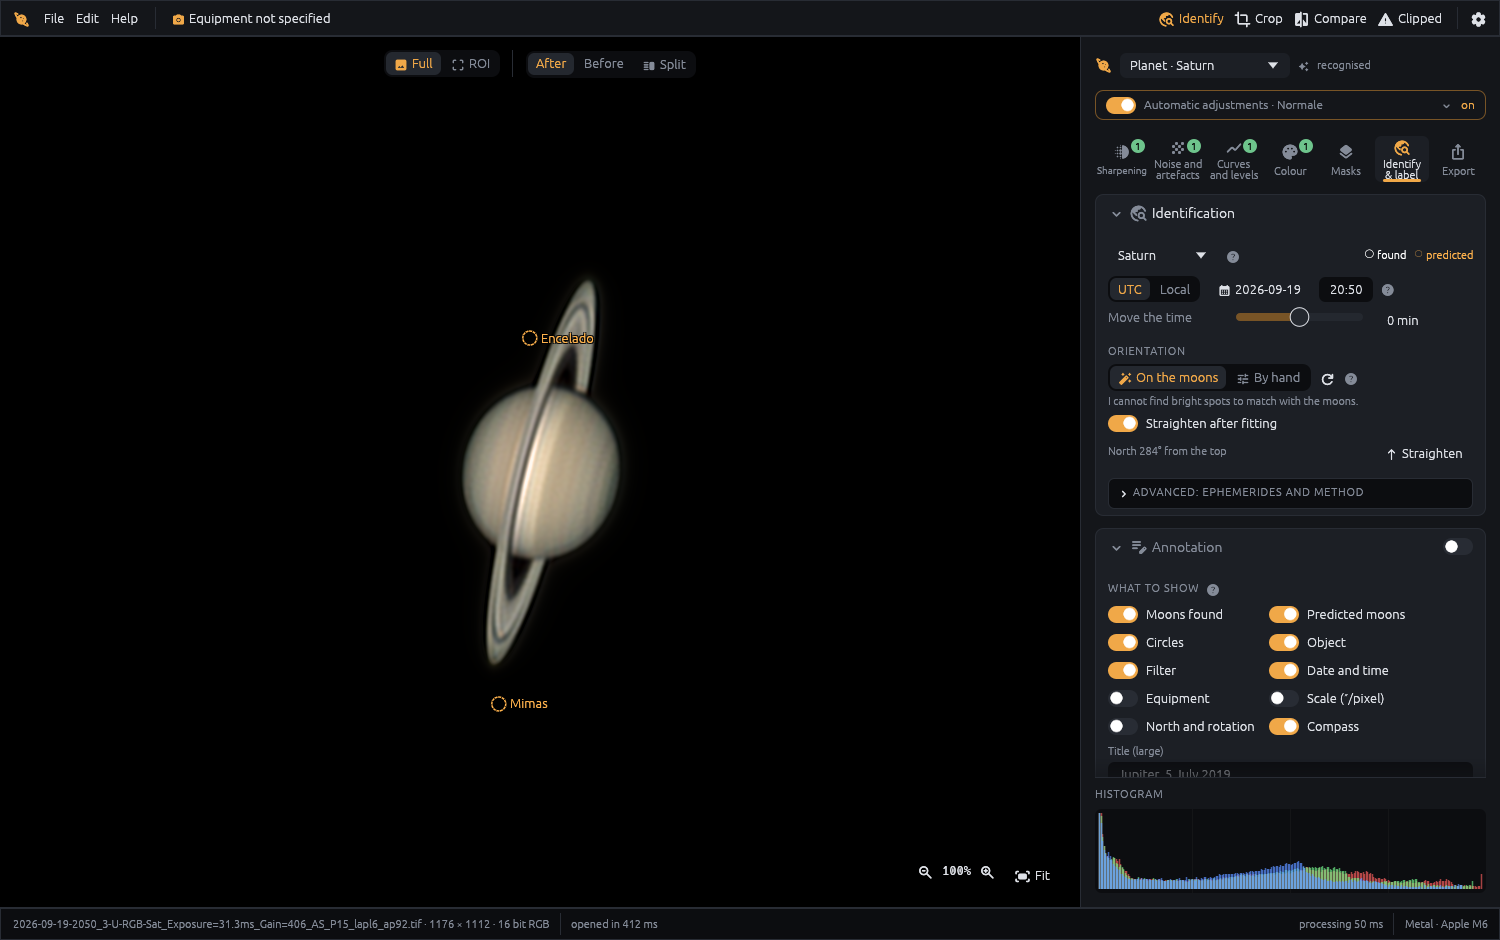 File Edit Help Equipment not specified Identify Crop Compare Clipped
Full ROI After Before Split
Planet · Saturn recognised
Automatic adjustments · Normale on
Sharpening 1
Noise and artefacts 1
Curves and levels 1
Colour 1
Masks
Identify & label
Export
Identification
Saturn ? found predicted
UTC Local 2026-09-19 20:50 ?
Move the time 0 min
ORIENTATION
On the moons By hand ?
I cannot find bright spots to match with the moons.
Straighten after fitting
North 284° from the top Straighten
ADVANCED: EPHEMERIDES AND METHOD
Annotation
WHAT TO SHOW ?
Moons found Predicted moons
Circles Object
Filter Date and time
Equipment Scale (″/pixel)
North and rotation Compass
Title (large)
Jupiter, 5 July 2019
HISTOGRAM
Encelado
Mimas
100% Fit
2026-09-19-2050_3-U-RGB-Sat_Exposure=31.3ms_Gain=406_AS_P15_lapl6_ap92.tif · 1176 × 1112 · 16 bit RGB opened in 412 ms processing 50 ms Metal · Apple M6